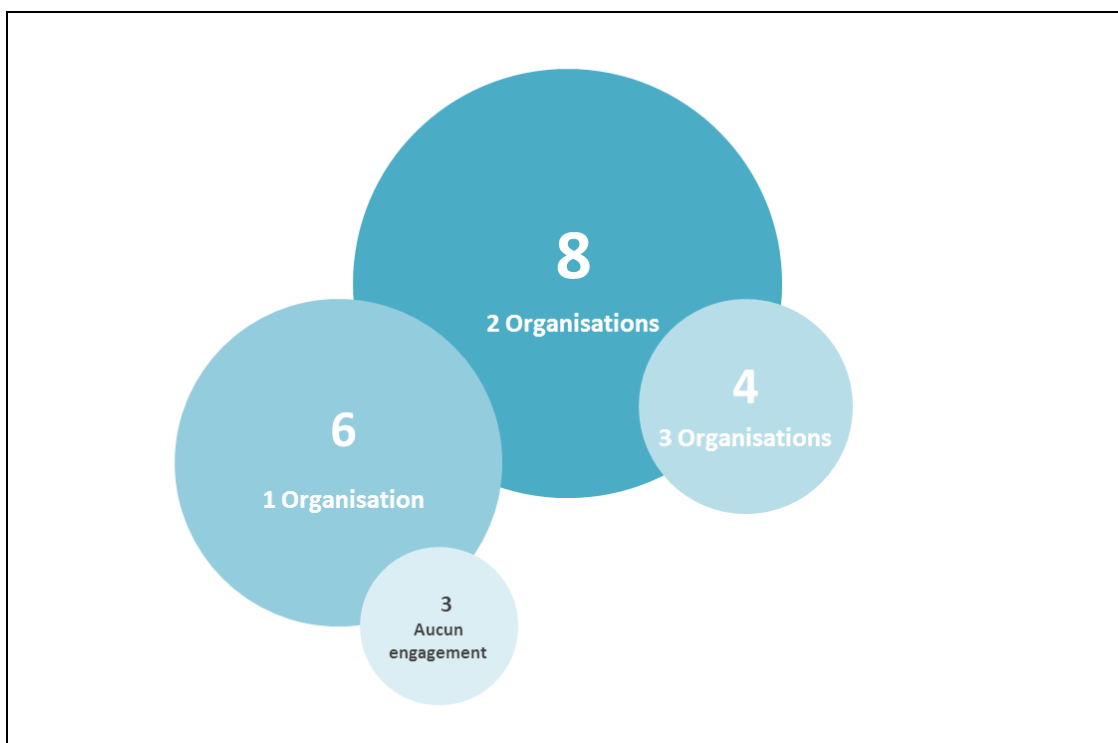 8
2 Organisations
4
3 Organisations
6
1 Organisation
3
Aucun
engagement